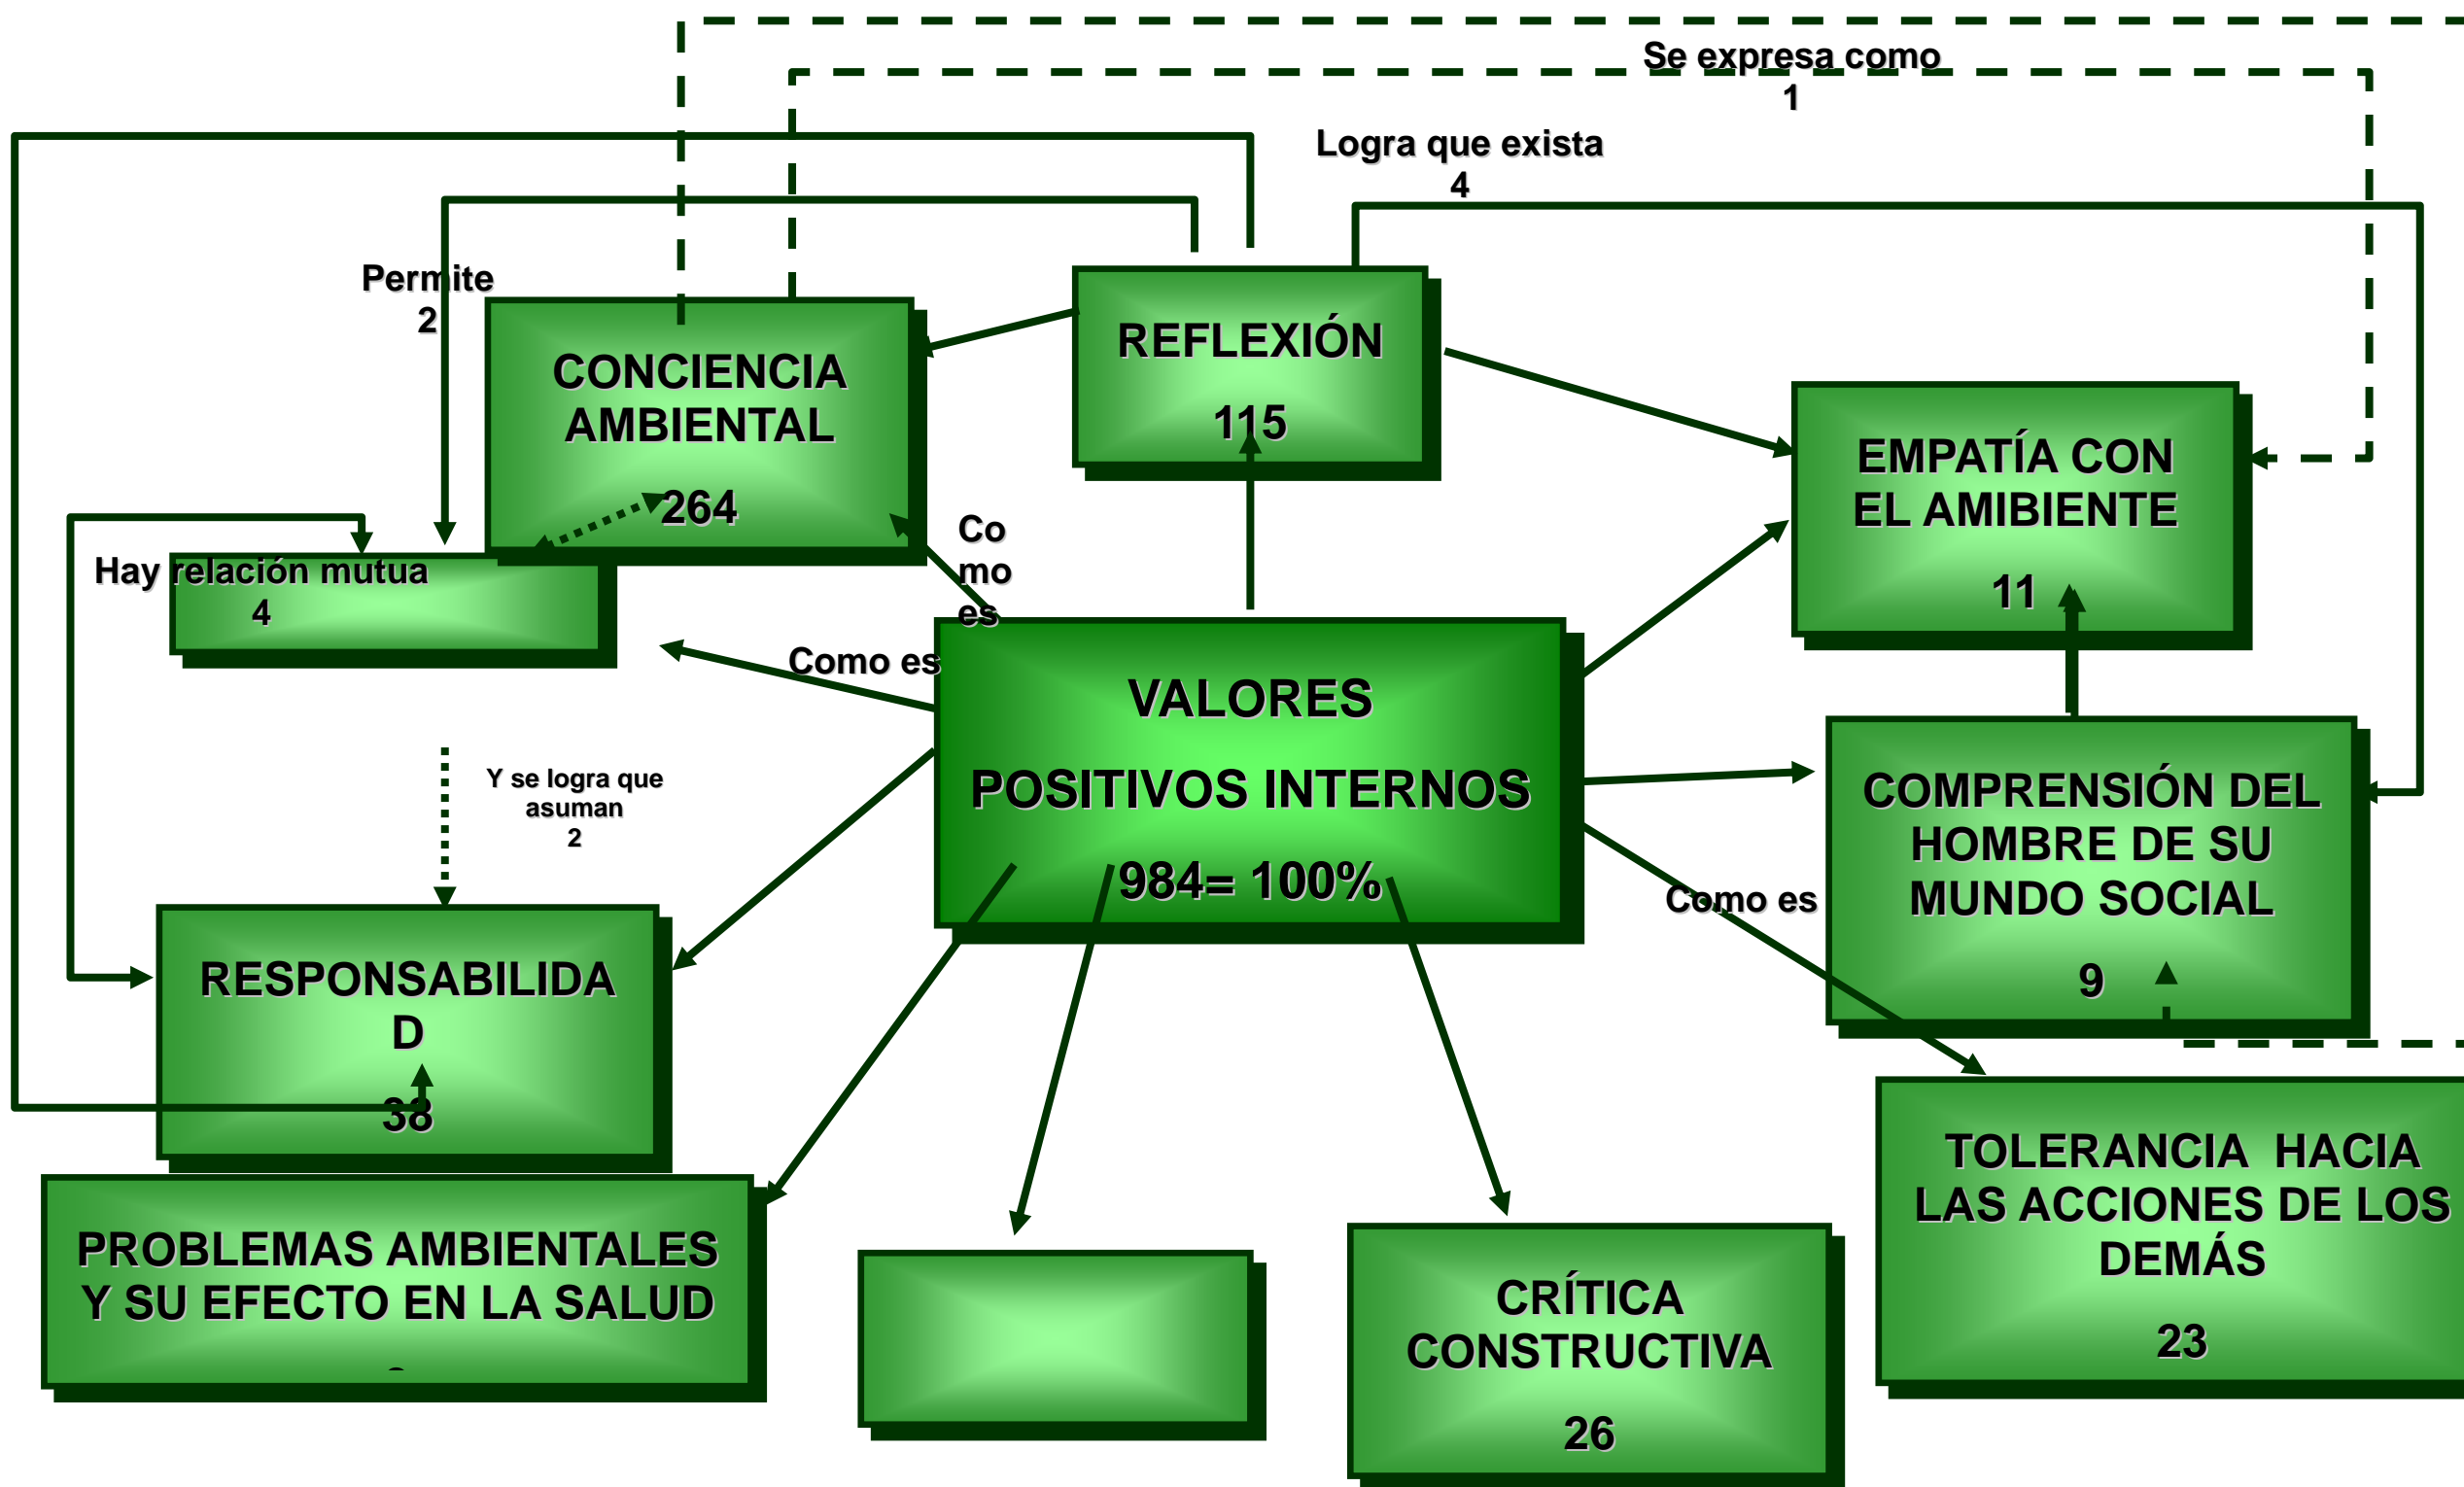 Se expresa como
1
Logra que exista
4
Permite
2
CONCIENCIA
AMBIENTAL
264
REFLEXIÓN
115
EMPATÍA CON
EL AMIBIENTE
11
Hay relación mutua
4
Co
mo
es
Como es
VALORES
POSITIVOS INTERNOS
984= 100%
Y se logra que
asuman
2
COMPRENSIÓN DEL
HOMBRE DE SU
MUNDO SOCIAL
9
Como es
RESPONSABILIDA
D
38
PROBLEMAS AMBIENTALES
Y SU EFECTO EN LA SALUD
CRÍTICA
CONSTRUCTIVA
26
TOLERANCIA  HACIA
LAS ACCIONES DE LOS
DEMÁS
23